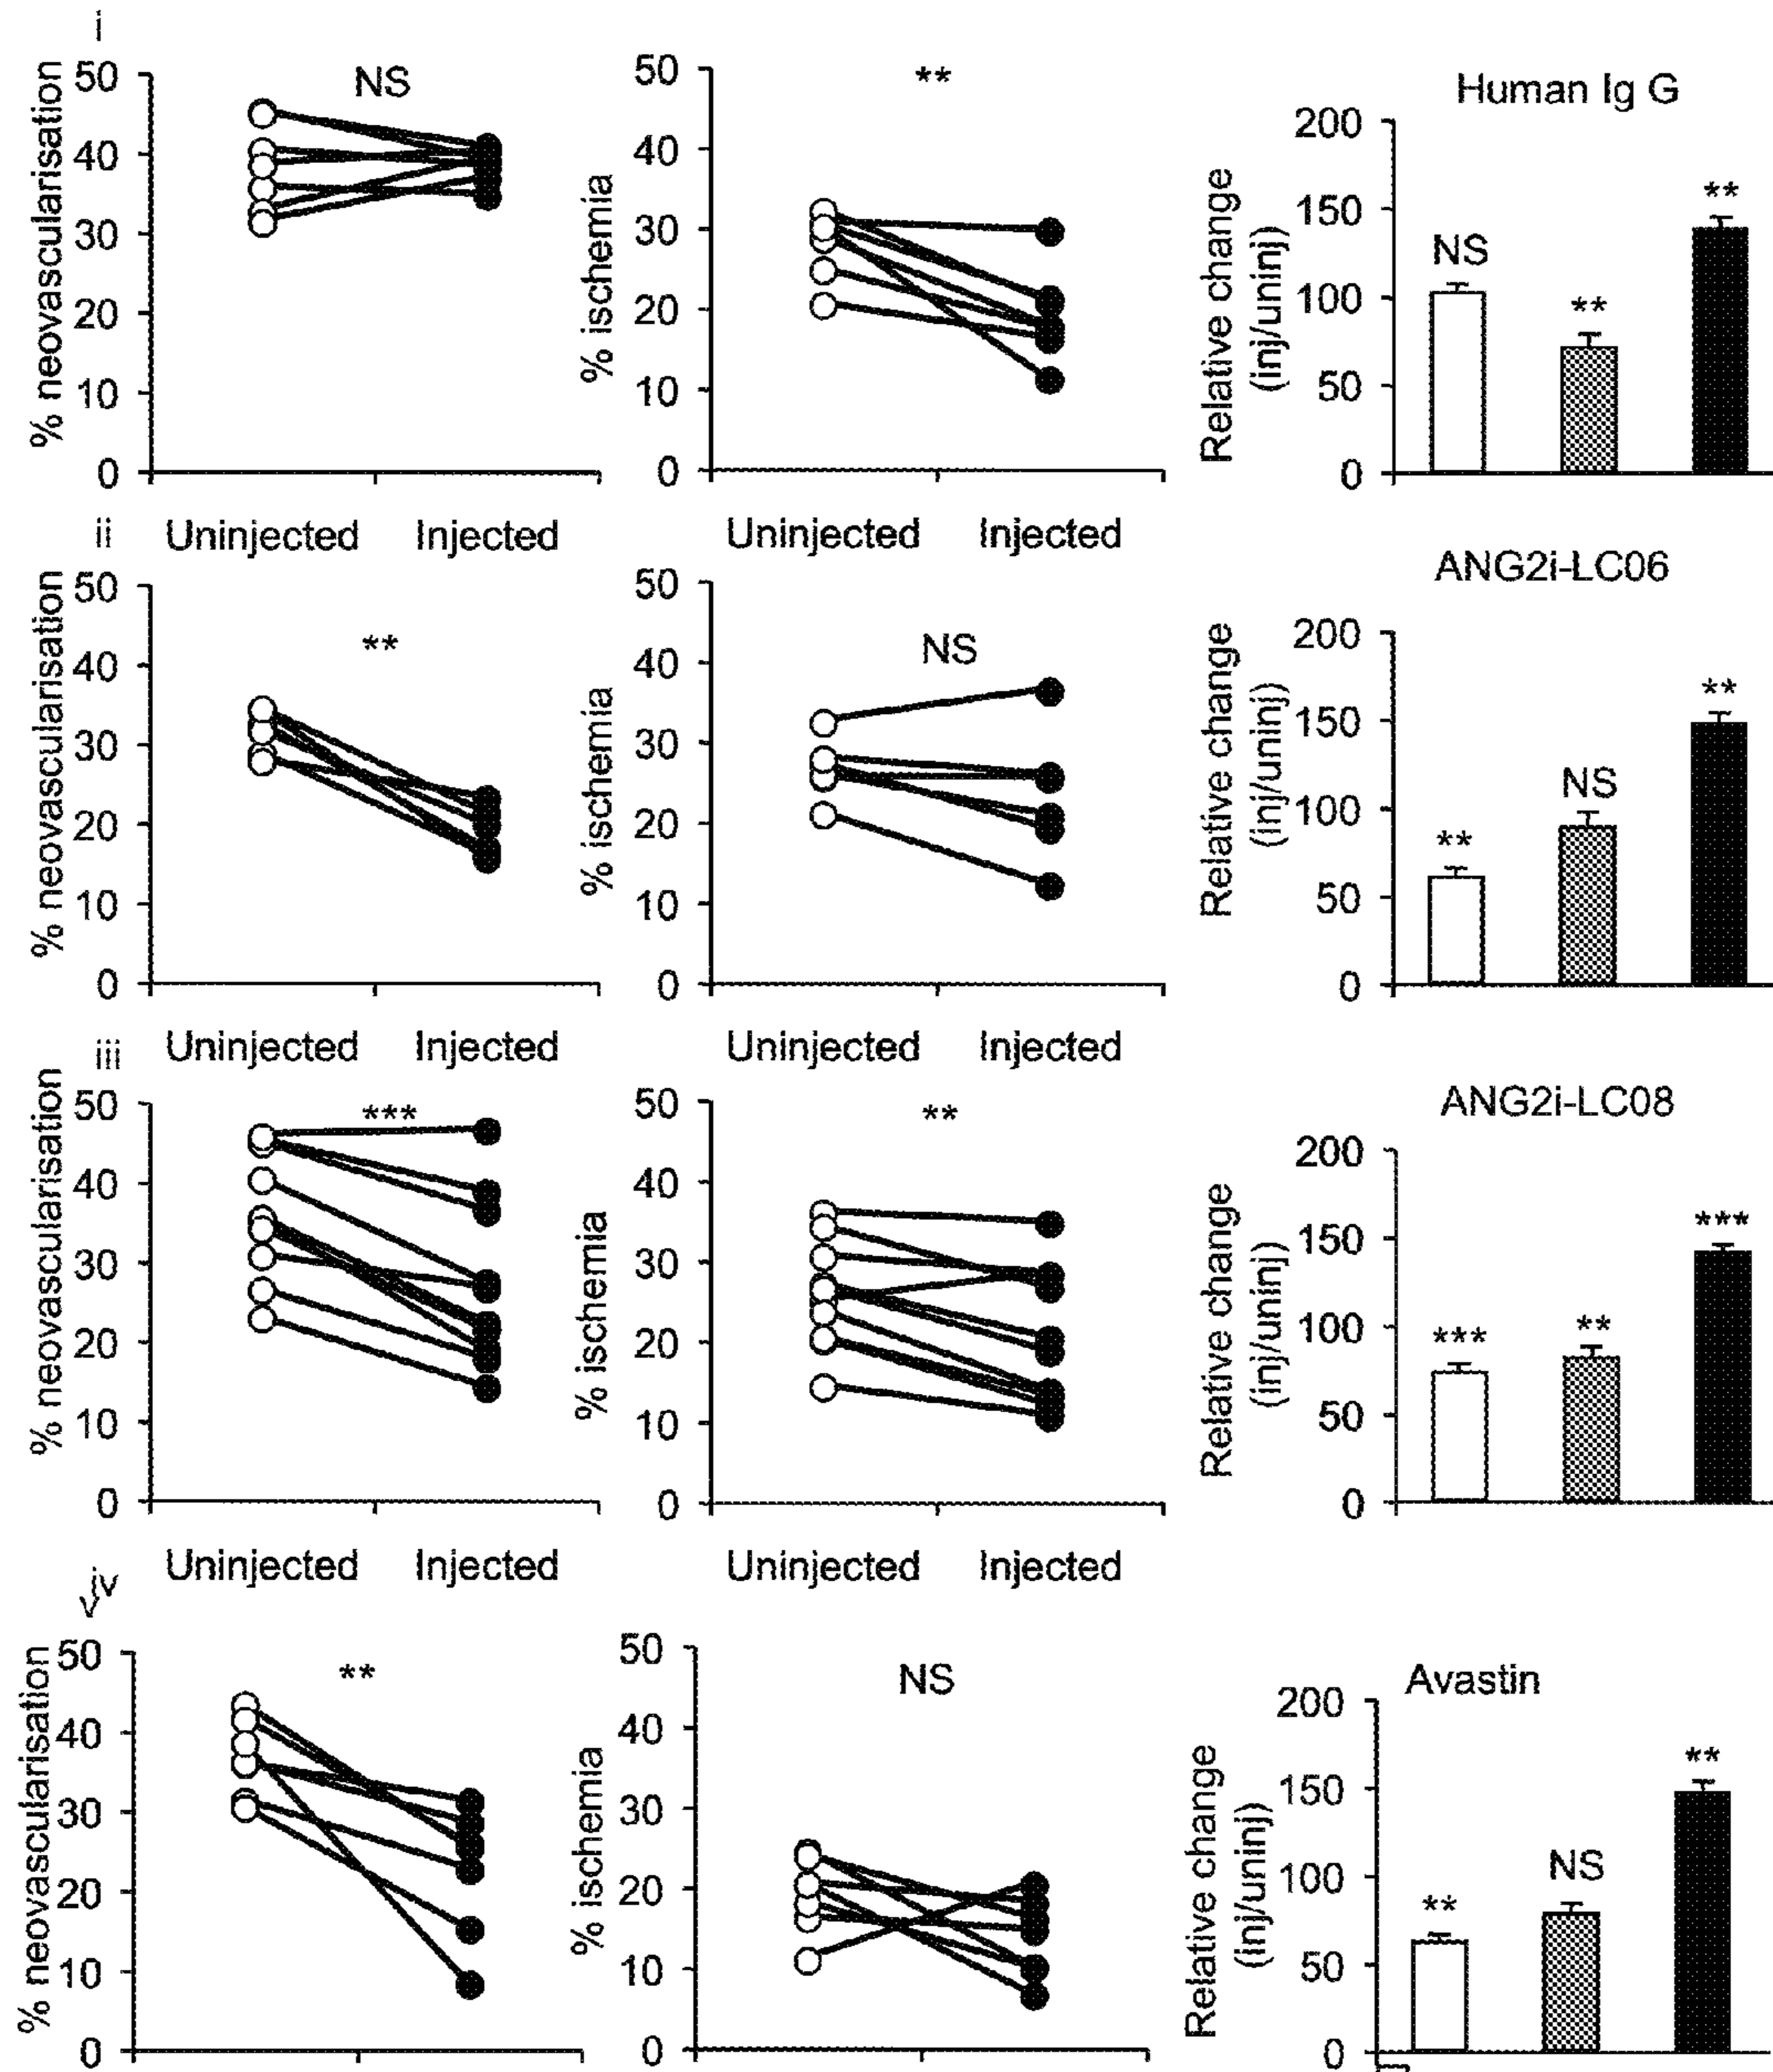 i
% neovascularisation
50
40
30
20
10
0
NS
Uninjected Injected
% ischemia
50
40
30
20
10
0
**
Uninjected Injected
Human Ig G
Relative change
(inj/uninj)
200
150
100
50
0
NS
**
**
ii
% neovascularisation
50
40
30
20
10
0
**
Uninjected Injected
% ischemia
50
40
30
20
10
0
NS
Uninjected Injected
ANG2i-LC06
Relative change
(inj/uninj)
200
150
100
50
0
**
NS
**
iii
% neovascularisation
50
40
30
20
10
0
***
Uninjected Injected
% ischemia
50
40
30
20
10
0
**
Uninjected Injected
ANG2i-LC08
Relative change
(inj/uninj)
200
150
100
50
0
***
**
***
iv
% neovascularisation
50
40
30
20
10
0
**
% ischemia
50
40
30
20
10
0
NS
Avastin
Relative change
(inj/uninj)
200
150
100
50
0
**
NS
**